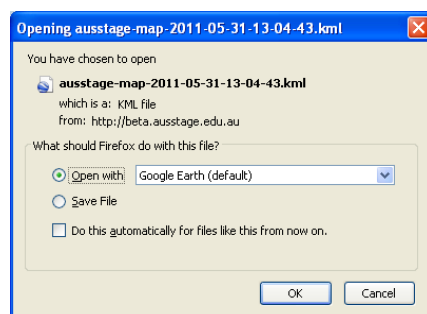 Opening ausstage-map-2011-05-31-13-04-43.kml
You have chosen to open
ausstage-map-2011-05-31-13-04-43.kml
which is a: KML file
from: http://beta.ausstage.edu.au
What should Firefox do with this file?
Open with Google Earth (default)
Save File
Do this automatically for files like this from now on.
OK Cancel